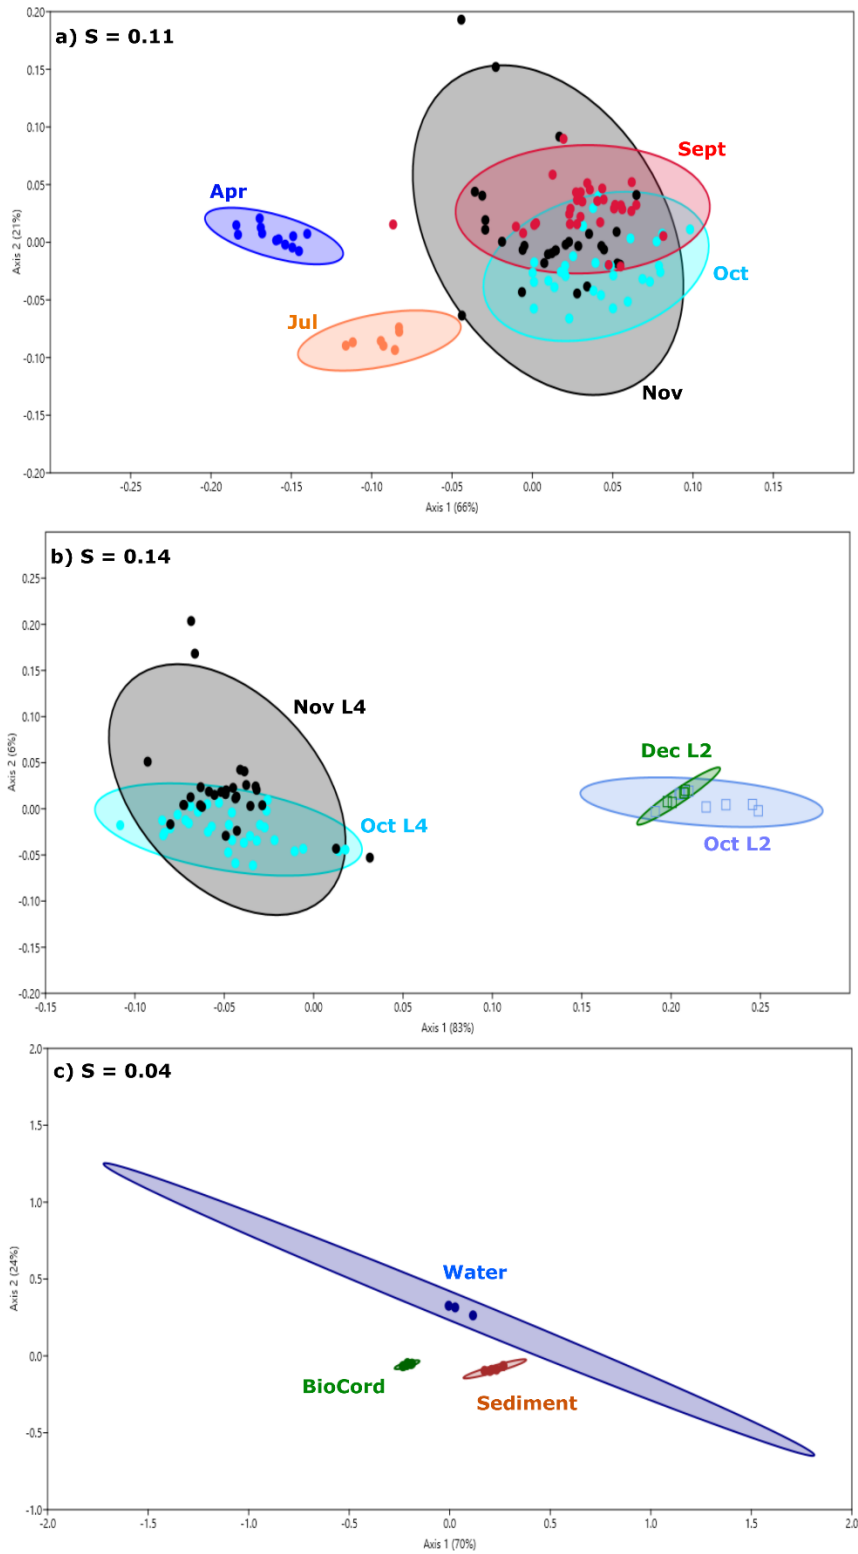 a) S = 0.11
0.20
0.15
0.10
0.05
0.00
-0.05
-0.10
-0.15
-0.20
Axis 2 (21%)
Sept
Apr
Oct
Jul
Nov
-0.25 -0.20 -0.15 -0.10 -0.05 0.00 0.05 0.10 0.15
Axis 1 (66%)
b) S = 0.14
0.25
0.20
0.15
0.10
0.05
0.00
-0.05
-0.10
-0.15
-0.20
Axis 2 (6%)
Nov L4
Dec L2
Oct L4
Oct L2
-0.15 -0.10 -0.05 0.00 0.05 0.10 0.15 0.20 0.25
Axis 1 (83%)
c) S = 0.04
2.0
1.5
1.0
0.5
0.0
-0.5
-1.0
Axis 2 (24%)
Water
BioCord
Sediment
-2.0 -1.5 -1.0 -0.5 0.0 0.5 1.0 1.5 2.0
Axis 1 (70%)